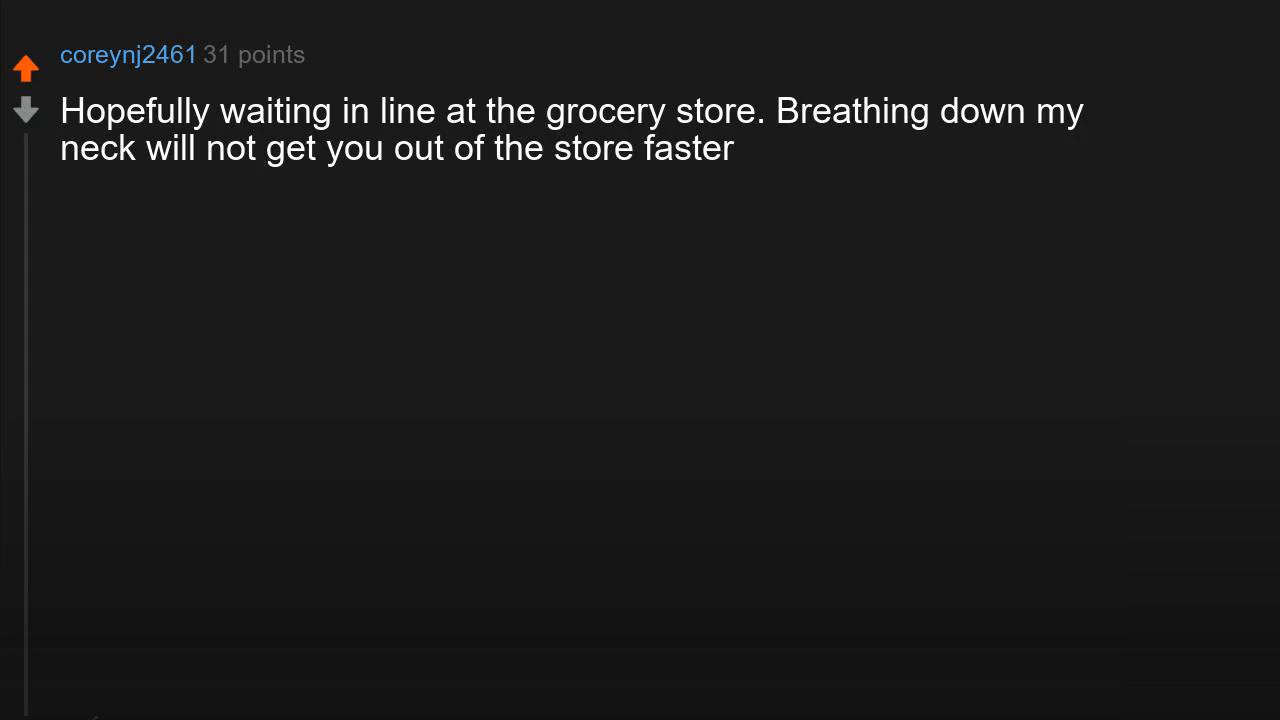 coreynj2461 31 points
Hopefully waiting in line at the grocery store. Breathing down my
neck will not get you out of the store faster